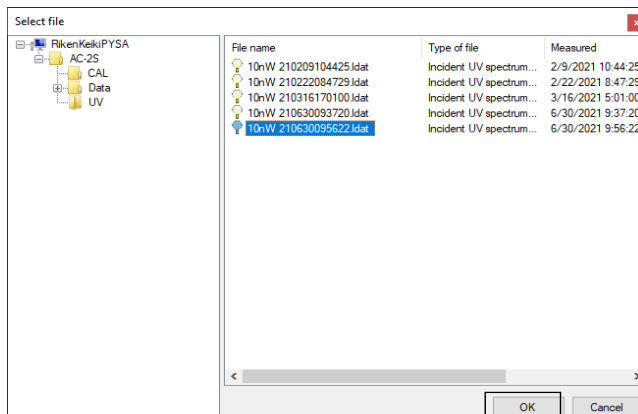 Select file
RikenKeikiPYSA
AC-2S
CAL
Data
UV
File name Type of file Measured
10nW 210209104425.ldat Incident UV spectrum... 2/9/2021 10:44:25
10nW 210222084729.ldat Incident UV spectrum... 2/22/2021 8:47:29
10nW 210316170100.ldat Incident UV spectrum... 3/16/2021 5:01:00
10nW 210630093720.ldat Incident UV spectrum... 6/30/2021 9:37:20
10nW 210630095622.ldat Incident UV spectrum... 6/30/2021 9:56:22
OK Cancel